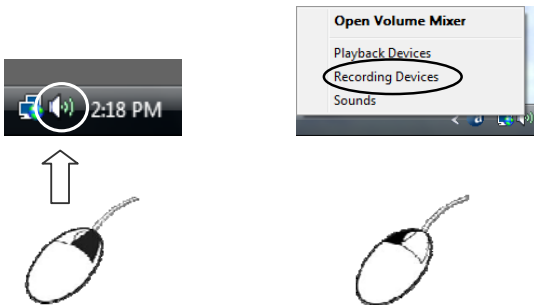 2:18 PM
Open Volume Mixer
Playback Devices
Recording Devices
Sounds